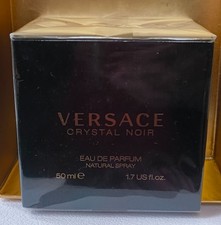 VERSACE
CRYSTAL NOIR
EAU DE PARFUM
NATURAL SPRAY
50 ml ℮ 1.7 US fl.oz.